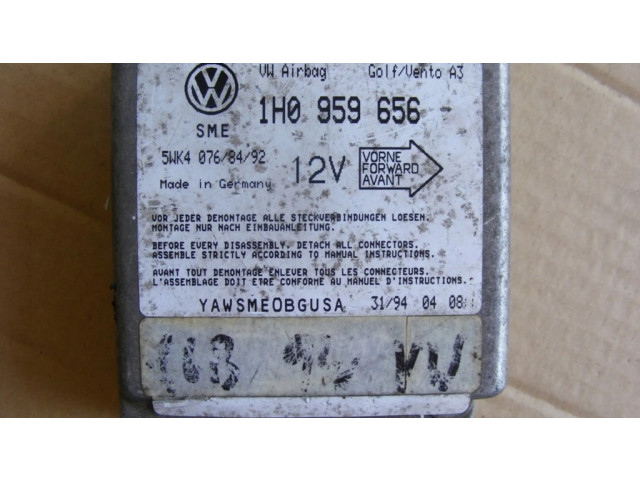 VW Airbag Golf/Vento A3
1H0 959 656
SME
5WK4 076/84/92
12V
VORNE
FORWARD
AVANT
Made in Germany
VOR JEDER DEMONTAGE ALLE STECKVERBINDUNGEN LOESEN.
MONTAGE NUR NACH EINBAUANLEITUNG.
BEFORE EVERY DISASSEMBLY, DETACH ALL CONNECTORS.
ASSEMBLE STRICTLY ACCORDING TO MANUAL INSTRUCTIONS.
AVANT TOUT DEMONTAGE ENLEVER TOUS LES CONNECTEURS.
L'ASSEMBLAGE DOIT ETRE CONFORME AU MANUEL D'INSTRUCTIONS.
YAWSMEOBGUSA 31/94 04 08